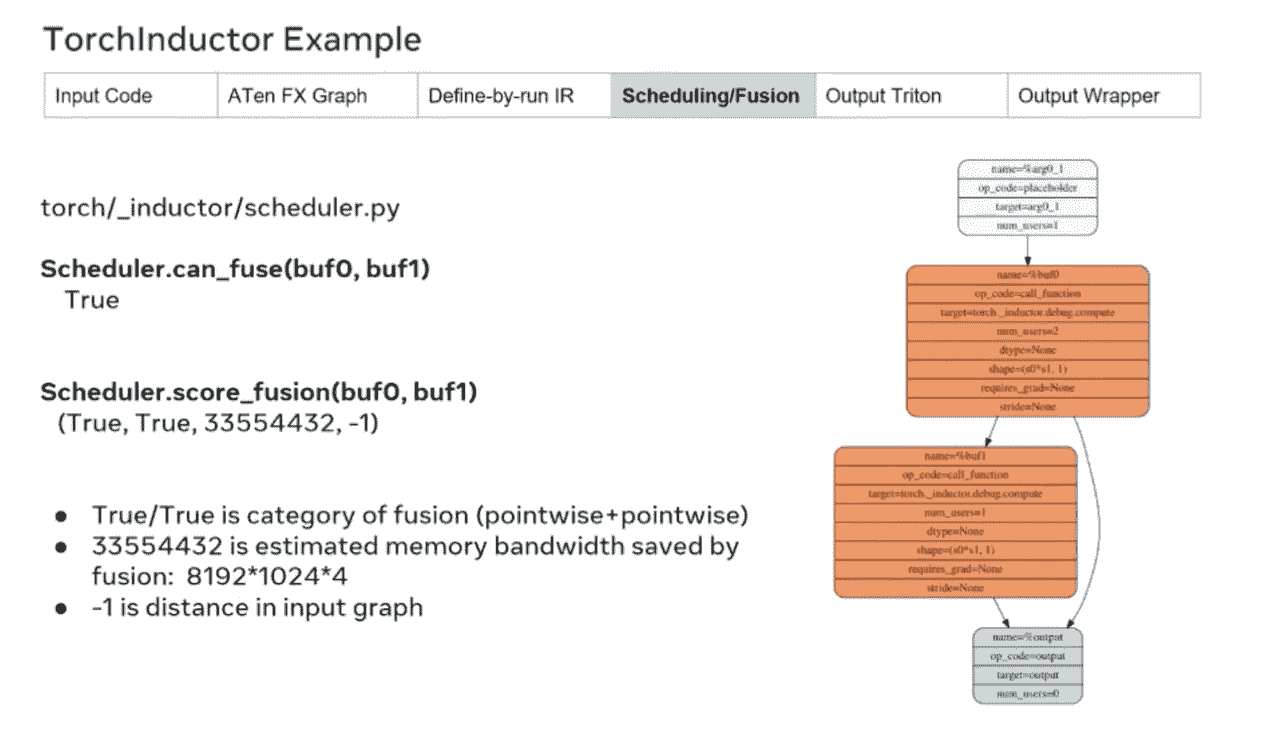 TorchInductor Example
Input Code
ATen FX Graph
Define-by-run IR
Scheduling/Fusion
Output Triton
Output Wrapper
torch/_inductor/scheduler.py
Scheduler.can_fuse(buf0, buf1)
True
Scheduler.score_fusion(buf0, buf1)
(True, True, 33554432, -1)
● True/True is category of fusion (pointwise+pointwise)
● 33554432 is estimated memory bandwidth saved by
fusion: 8192*1024*4
● -1 is distance in input graph
name=%arg0_1
op_code=placeholder
target=arg0_1
num_users=1
name=%buf0
op_code=call_function
target=torch._inductor.debug.compute
num_users=2
dtype=None
shape=(s0*s1, 1)
requires_grad=None
stride=None
name=%buf1
op_code=call_function
target=torch._inductor.debug.compute
num_users=1
dtype=None
shape=(s0*s1, 1)
requires_grad=None
stride=None
name=%output
op_code=output
target=output
num_users=0